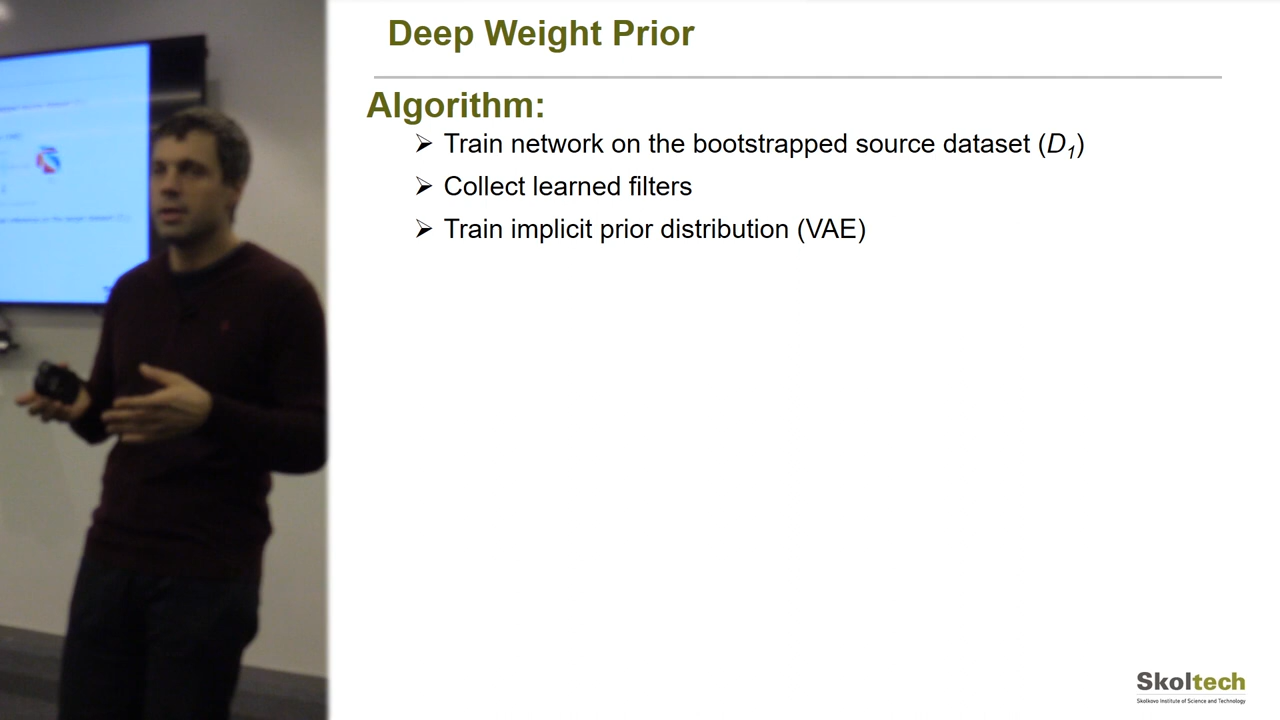 Deep Weight Prior
Algorithm:
➢ Train network on the bootstrapped source dataset (D₁)
➢ Collect learned filters
➢ Train implicit prior distribution (VAE)
Skoltech
Skolkovo Institute of Science and Technology